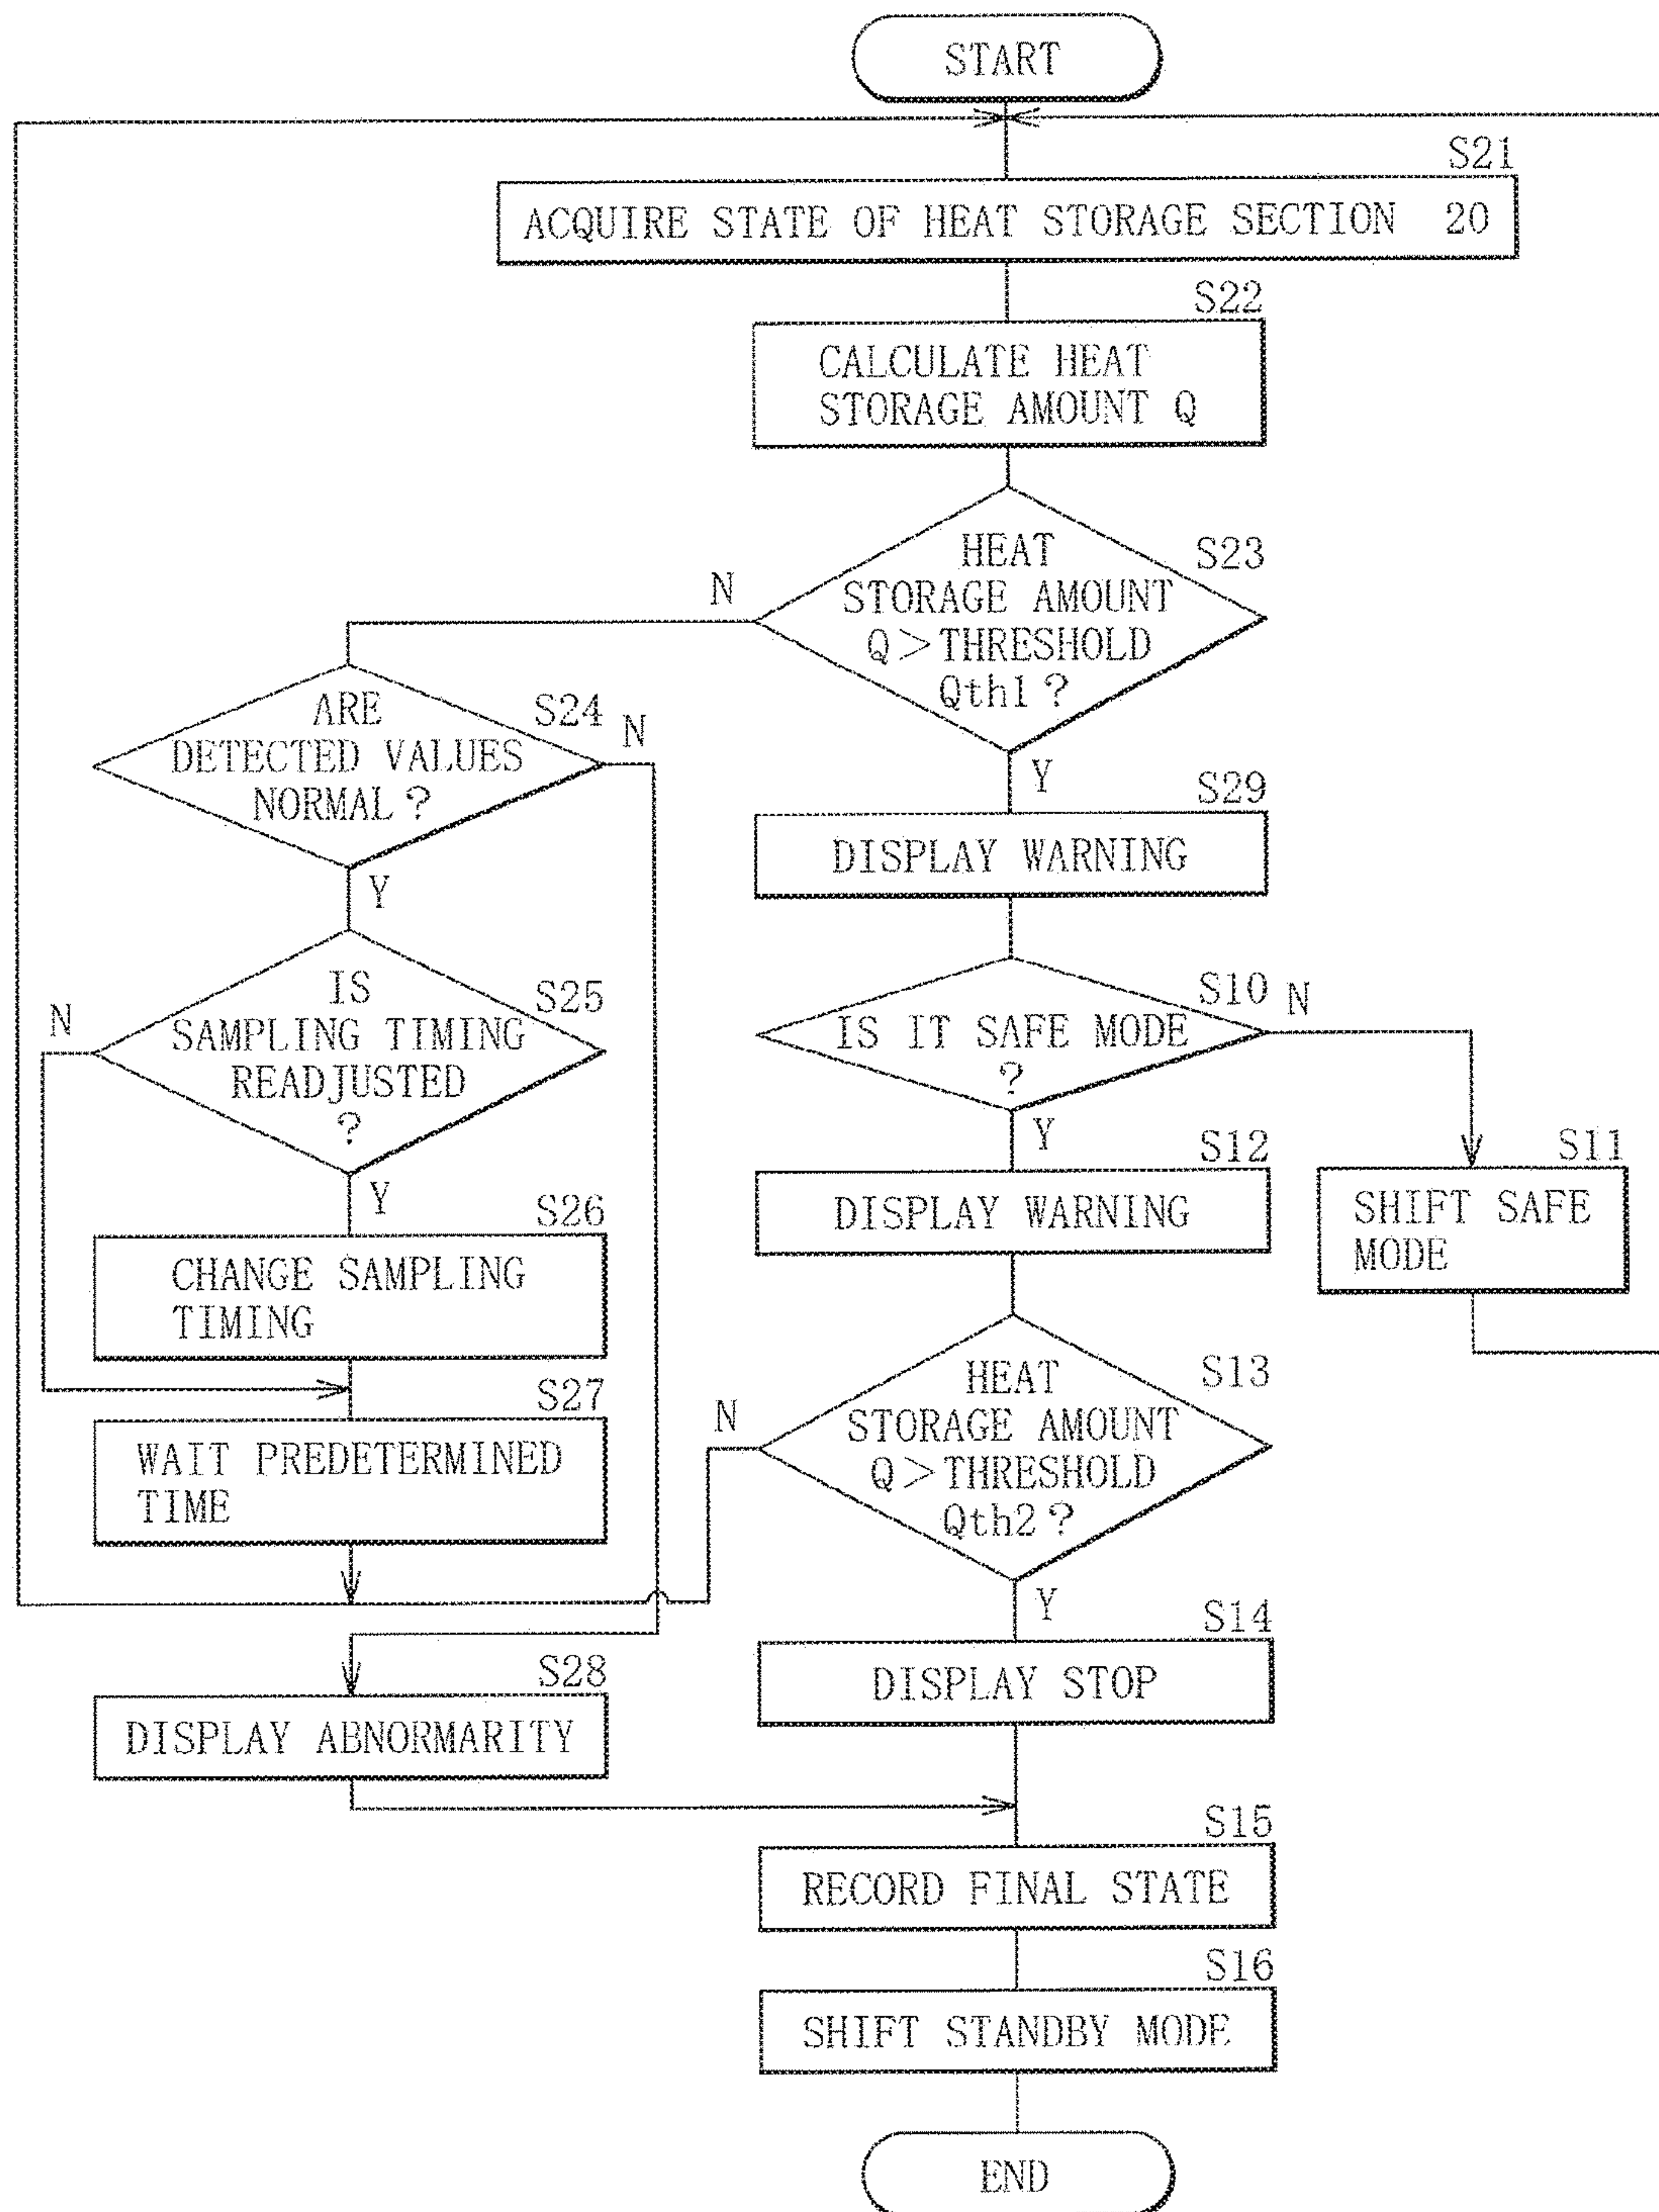 START
S21
ACQUIRE STATE OF HEAT STORAGE SECTION 20
S22
CALCULATE HEAT
STORAGE AMOUNT Q
S23
HEAT
STORAGE AMOUNT
Q > THRESHOLD
Qth1 ?
N
Y
S24
ARE
DETECTED VALUES
NORMAL ?
N
Y
S29
DISPLAY WARNING
S25
IS
SAMPLING TIMING
READJUSTED
?
N
Y
S10
IS IT SAFE MODE
?
N
Y
S11
SHIFT SAFE
MODE
S12
DISPLAY WARNING
S26
CHANGE SAMPLING
TIMING
S27
WAIT PREDETERMINED
TIME
S13
HEAT
STORAGE AMOUNT
Q > THRESHOLD
Qth2 ?
N
Y
S14
DISPLAY STOP
S28
DISPLAY ABNORMARITY
S15
RECORD FINAL STATE
S16
SHIFT STANDBY MODE
END